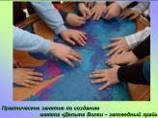 Практическое занятие по созданию
макета «Дельта Волги – заповедный край»